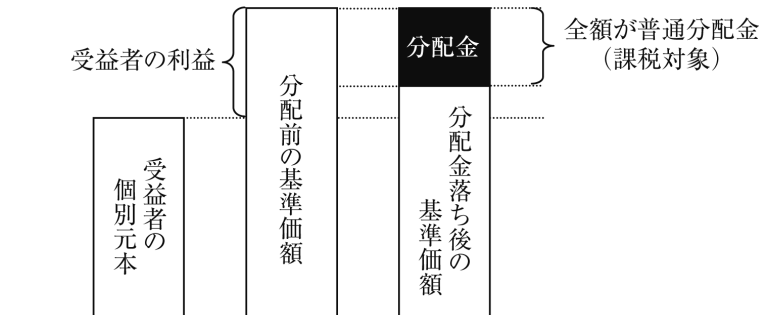 受益者の利益
受益者の
個別元本
分配前の基準価額
分配金
分配金落ち後の
基準価額
全額が普通分配金
（課税対象）